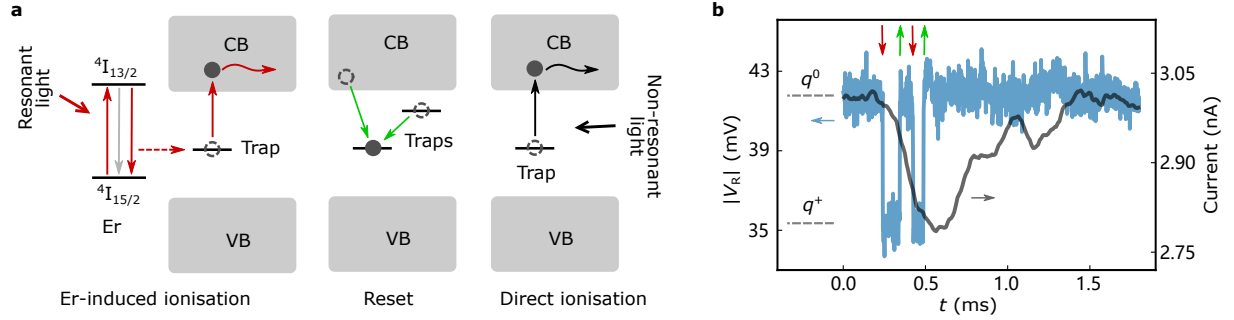 a
CB
CB
CB
⁴I₁₃/₂
Resonant
light
Trap
Traps
Trap
Non-resonant
light
⁴I₁₅/₂
Er
VB
VB
VB
Er-induced ionisation
Reset
Direct ionisation
b
43
39
35
|V_R| (mV)
q⁰
q⁺
3.05
2.90
2.75
Current (nA)
0.0
0.5
1.0
1.5
t (ms)